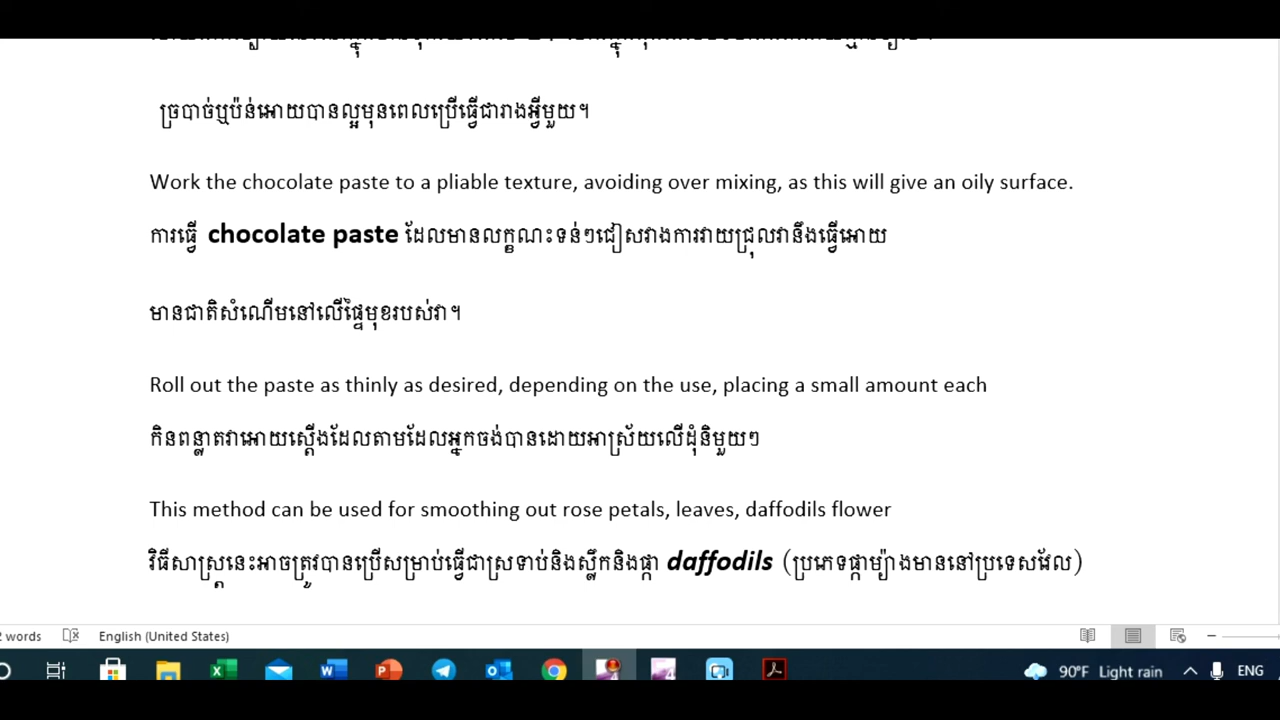 ច្របាច់ឬប៉ន់អោយបានល្អមុនពេលប្រើធ្វើជារាងអ្វីមួយ។
Work the chocolate paste to a pliable texture, avoiding over mixing, as this will give an oily surface.
ការធ្វើ chocolate paste ដែលមានលក្ខណះទន់ៗជៀសវាងការវាយជ្រុលវានឹងធ្វើអោយ
មានជាតិសំណើមនៅលើផ្ទៃមុខរបស់វា។
Roll out the paste as thinly as desired, depending on the use, placing a small amount each
កិនពន្លាតវាអោយស្តើងដែលតាមដែលអ្នកចង់បានដោយអាស្រ័យលើដុំនិមួយៗ
This method can be used for smoothing out rose petals, leaves, daffodils flower
វិធីសាស្រ្តនេះអាចត្រូវបានប្រើសម្រាប់ធ្វើជាស្រទាប់និងស្លឹកនិងផ្កា daffodils (ប្រភេទផ្កាម្យ៉ាងមាននៅប្រទេសវែល)
words English (United States)
90°F Light rain ENG